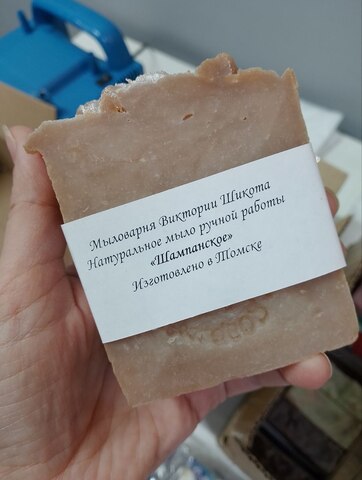 Мыловарня Виктории Шикота
Натуральное мыло ручной работы
«Шампанское»
Изготовлено в Томске